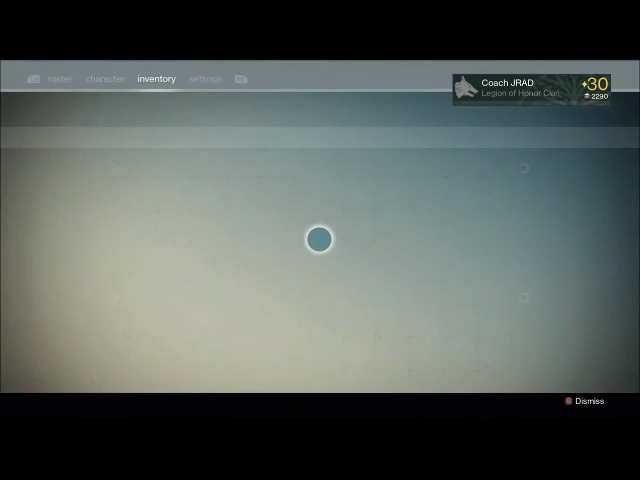 roster character inventory settings
Coach JRAD
Legion of Honor Clan
30
2290
Dismiss